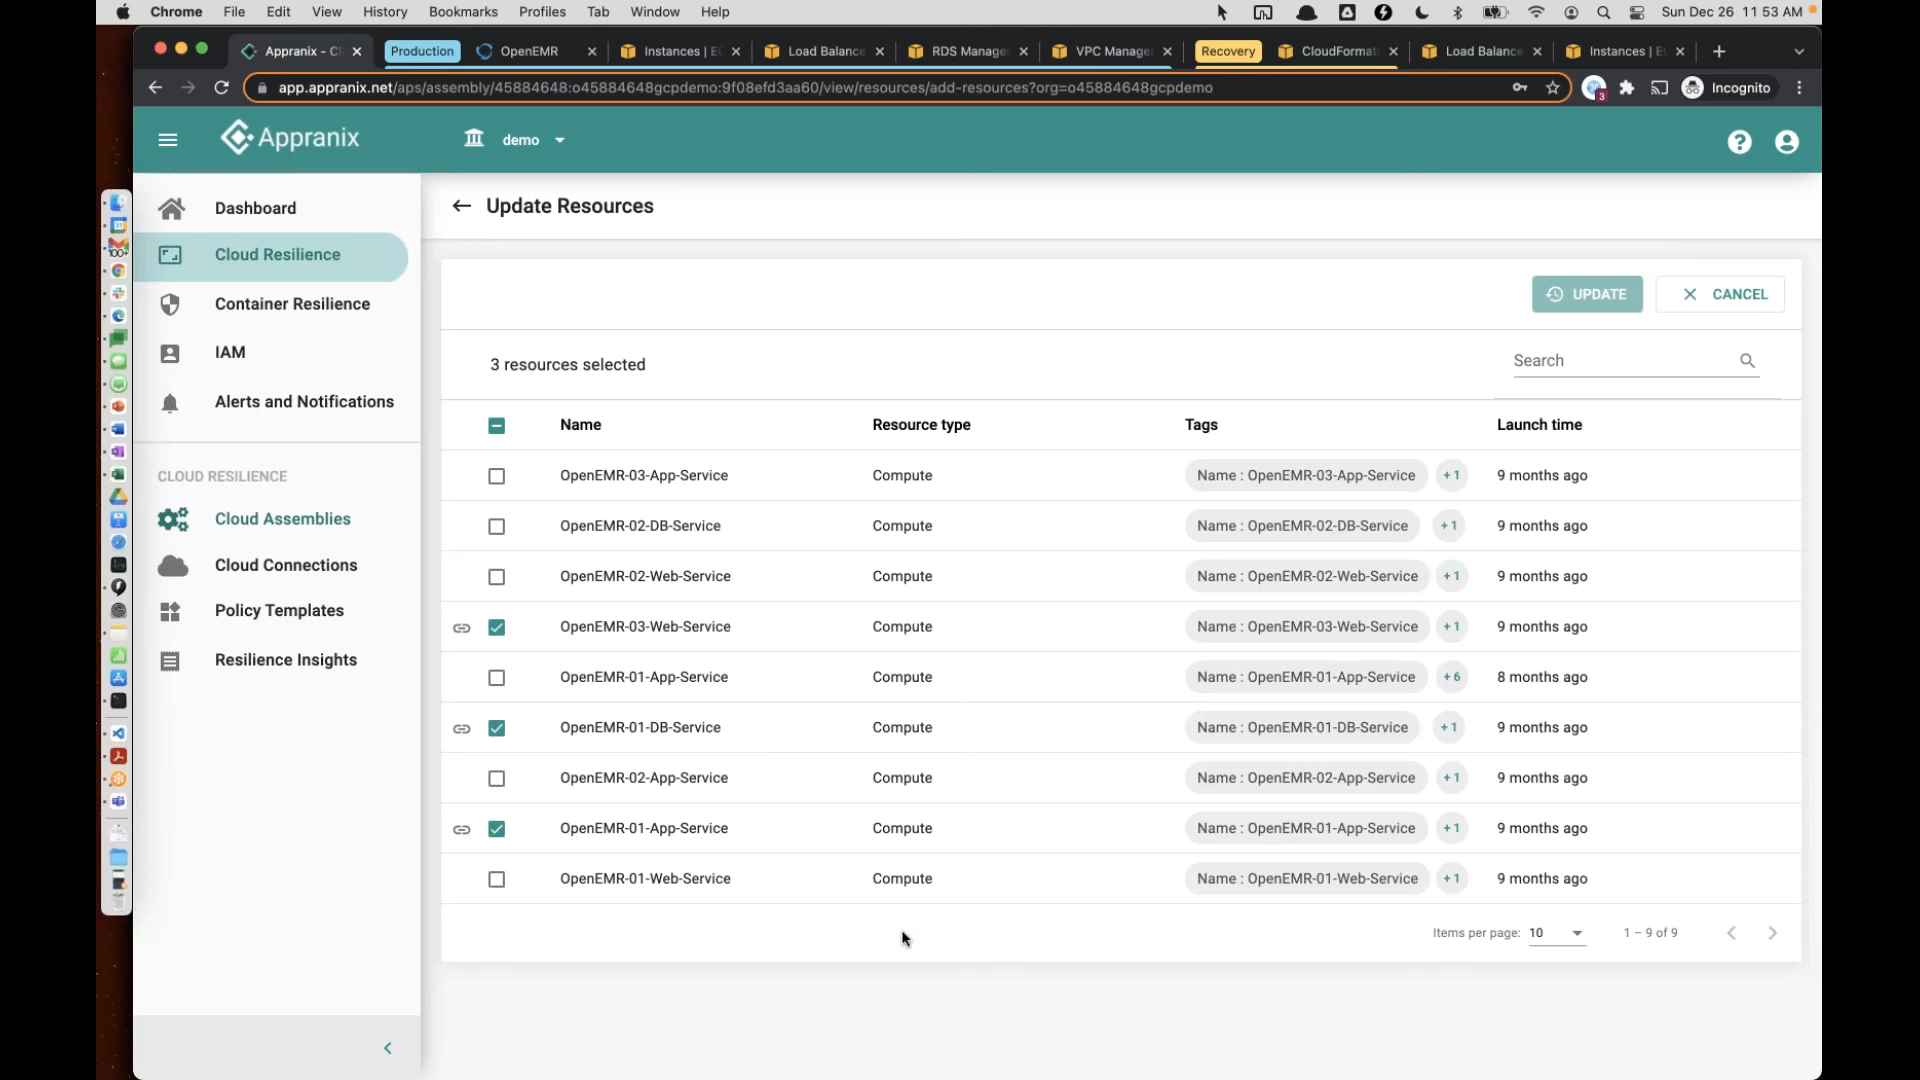 Chrome File Edit View History Bookmarks Profiles Tab Window Help Sun Dec 26 11 53 AM
Appranix - Cl Production OpenEMR Instances | EC Load Balance RDS Manager VPC Manage Recovery CloudFormat Load Balance Instances | E
app.appranix.net/aps/assembly/45884648:o45884648gcpdemo:9f08efd3aa60/view/resources/add-resources?org=o45884648gcpdemo 3 Incognito
Appranix demo
Dashboard
Cloud Resilience
Container Resilience
IAM
Alerts and Notifications
CLOUD RESILIENCE
Cloud Assemblies
Cloud Connections
Policy Templates
Resilience Insights
100+
Update Resources
UPDATE CANCEL
3 resources selected Search
Name Resource type Tags Launch time
OpenEMR-03-App-Service Compute Name : OpenEMR-03-App-Service +1 9 months ago
OpenEMR-02-DB-Service Compute Name : OpenEMR-02-DB-Service +1 9 months ago
OpenEMR-02-Web-Service Compute Name : OpenEMR-02-Web-Service +1 9 months ago
OpenEMR-03-Web-Service Compute Name : OpenEMR-03-Web-Service +1 9 months ago
OpenEMR-01-App-Service Compute Name : OpenEMR-01-App-Service +6 8 months ago
OpenEMR-01-DB-Service Compute Name : OpenEMR-01-DB-Service +1 9 months ago
OpenEMR-02-App-Service Compute Name : OpenEMR-02-App-Service +1 9 months ago
OpenEMR-01-App-Service Compute Name : OpenEMR-01-App-Service +1 9 months ago
OpenEMR-01-Web-Service Compute Name : OpenEMR-01-Web-Service +1 9 months ago
Items per page: 10 1 – 9 of 9